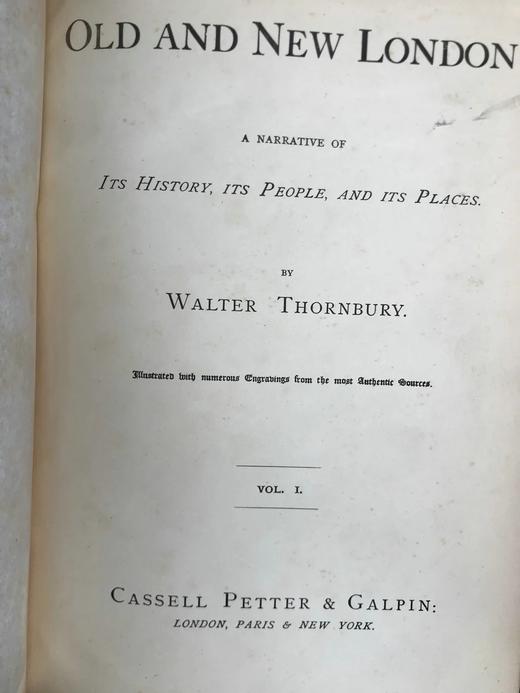 OLD AND NEW LONDON
A NARRATIVE OF
ITS HISTORY, ITS PEOPLE, AND ITS PLACES.
BY
WALTER THORNBURY.
Illustrated with numerous Engravings from the most Authentic Sources.
VOL. I.
CASSELL PETTER & GALPIN:
LONDON, PARIS & NEW YORK.